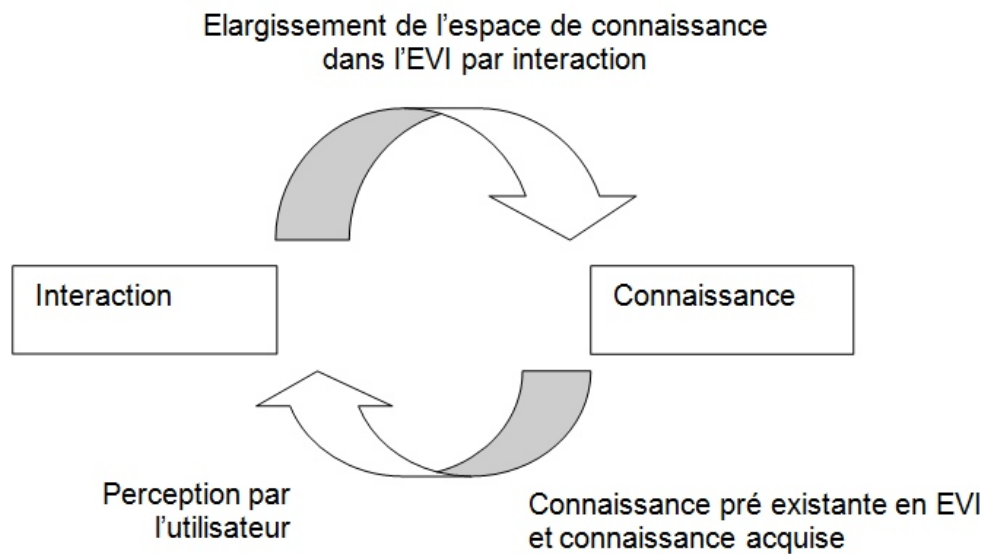 Elargissement de l'espace de connaissance
dans l'EVI par interaction
Interaction
Connaissance
Perception par
l'utilisateur
Connaissance pré existante en EVI
et connaissance acquise